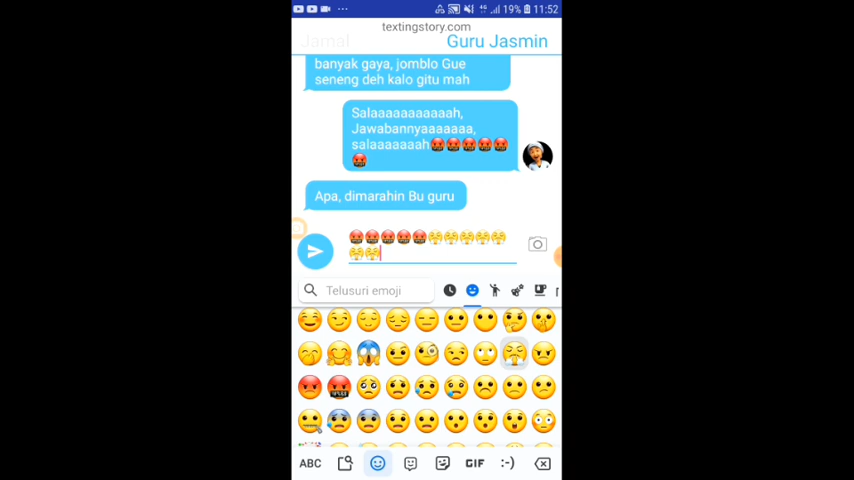 19% 11:52
textingstory.com
Jamal
Guru Jasmin
banyak gaya, jomblo Gue
seneng deh kalo gitu mah
Salaaaaaaaaaaah,
Jawabannyaaaaaaa,
salaaaaaaah🤬🤬🤬🤬🤬
🤬
Apa, dimarahin Bu guru
🤬🤬🤬🤬🤬😤😤😤😤😤
😤😤
Telusuri emoji
ABC
GIF
:-)